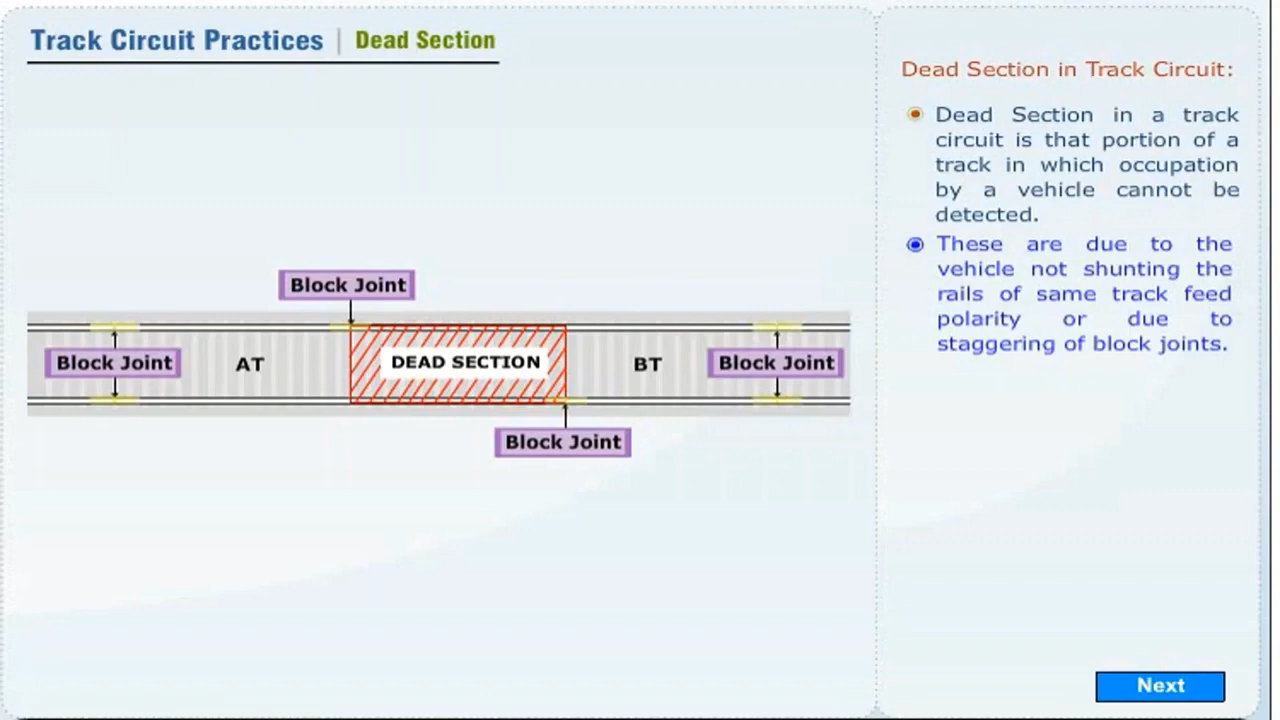 Track Circuit Practices | Dead Section
Dead Section in Track Circuit:
Dead Section in a track
circuit is that portion of a
track in which occupation
by a vehicle cannot be
detected.
These are due to the
vehicle not shunting the
rails of same track feed
polarity or due to
staggering of block joints.
Block Joint
Block Joint
AT
DEAD SECTION
BT
Block Joint
Block Joint
Next